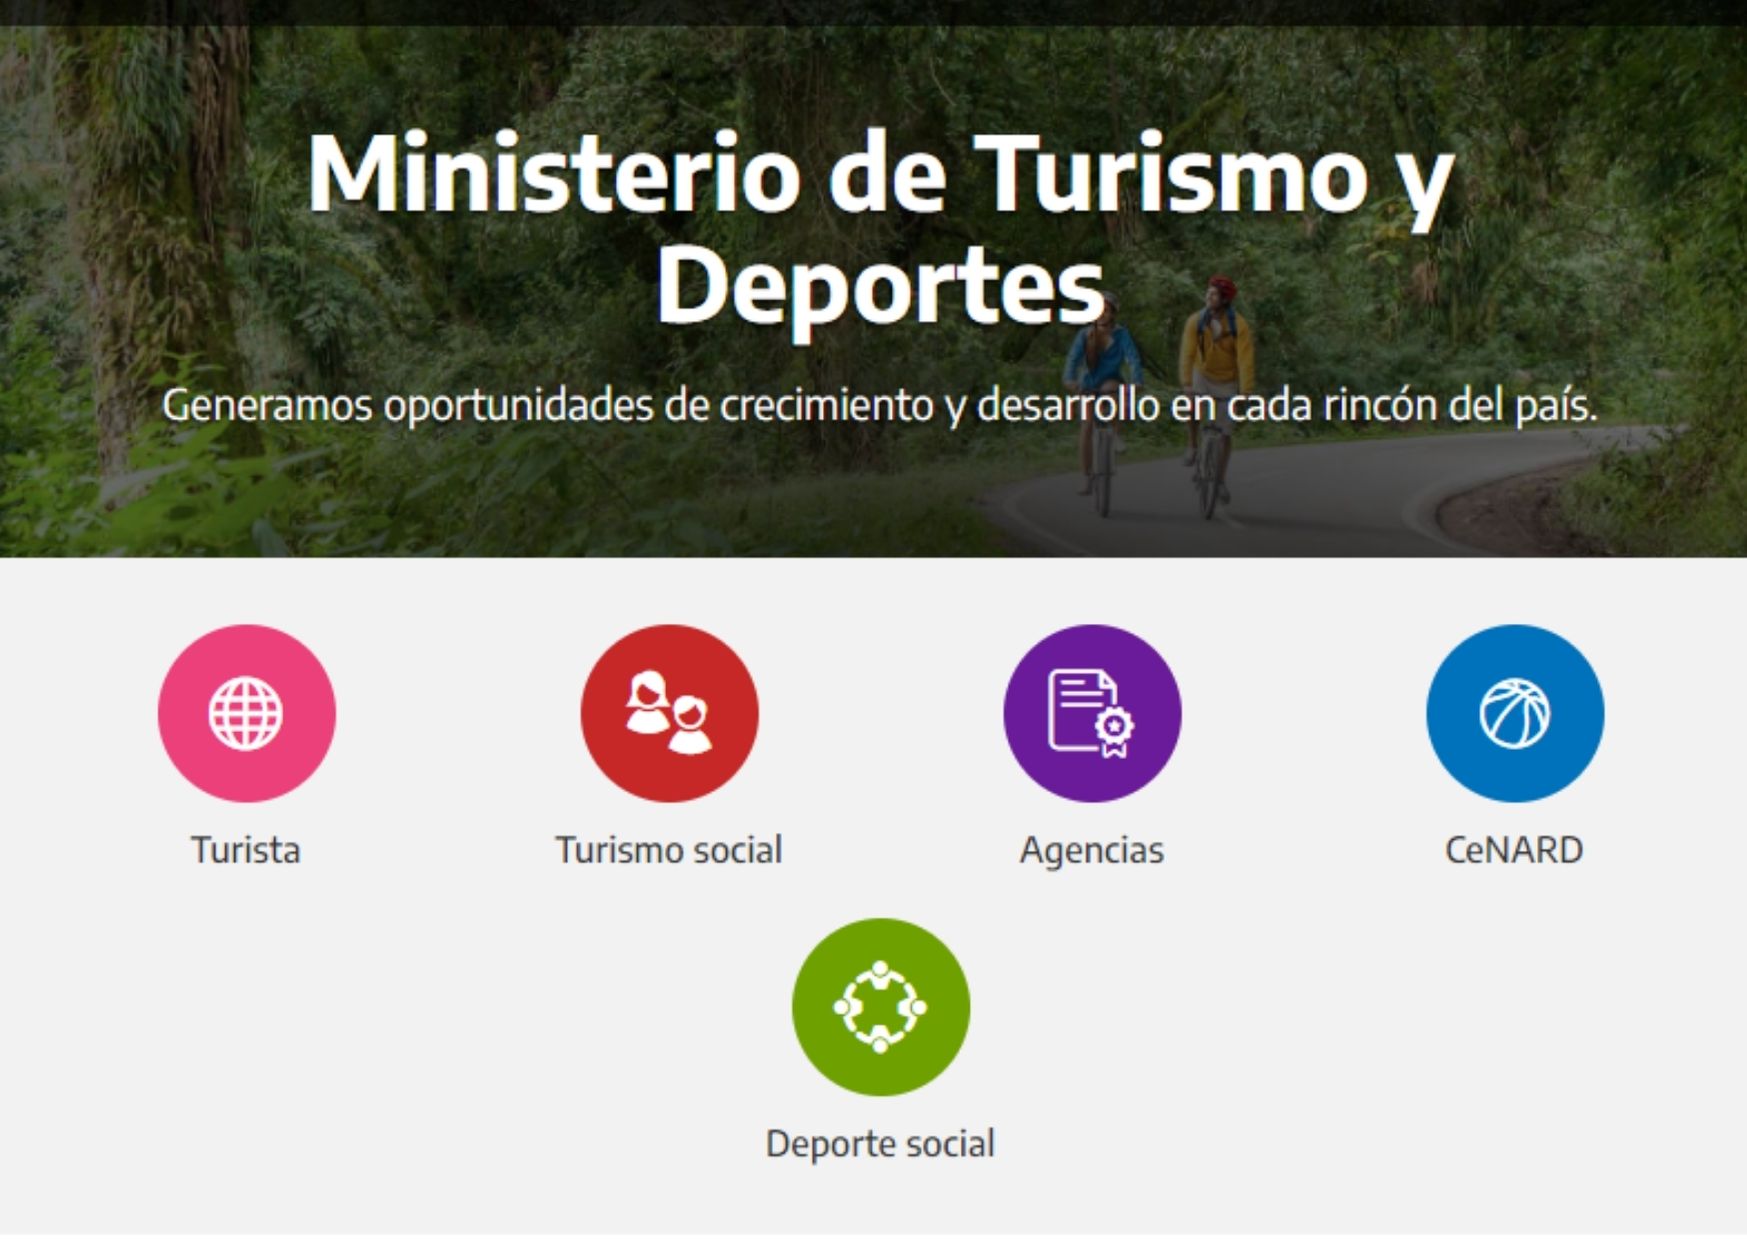 Ministerio de Turismo y
Deportes
Generamos oportunidades de crecimiento y desarrollo en cada rincón del país.
Turista
Turismo social
Agencias
CeNARD
Deporte social